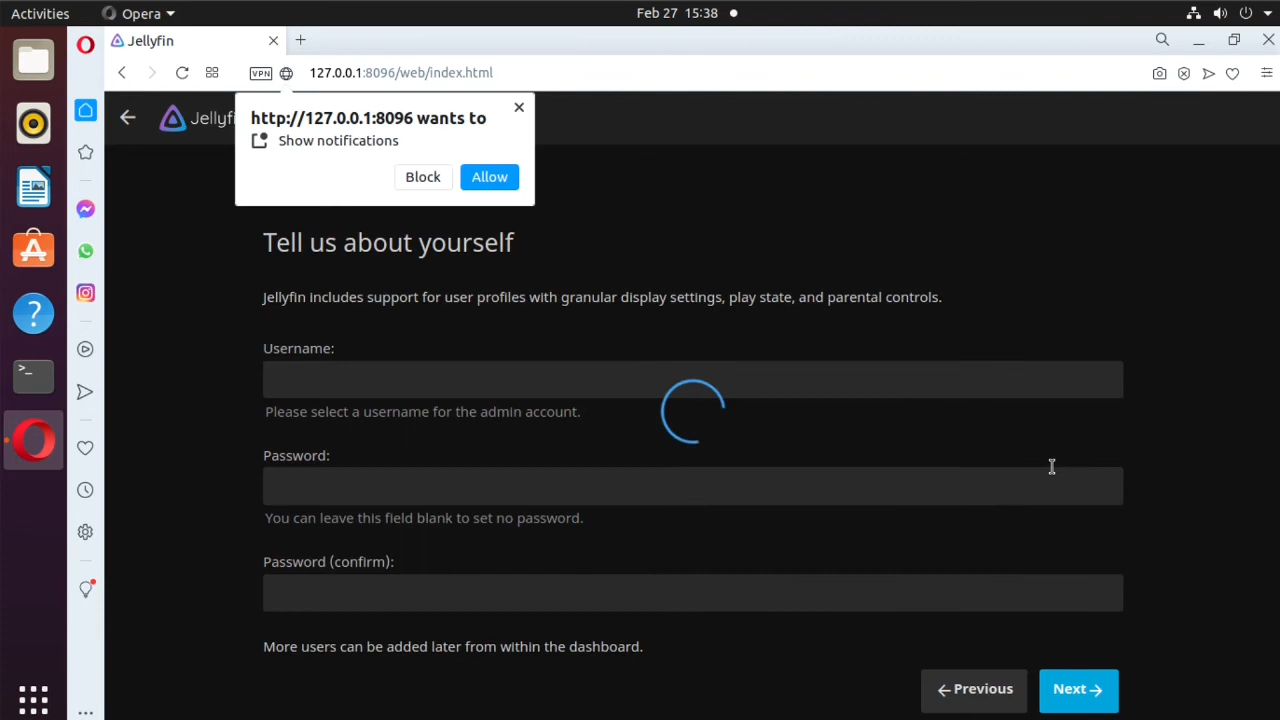 Activities
Opera
Feb 27 15:38
Jellyfin
VPN
127.0.0.1:8096/web/index.html
http://127.0.0.1:8096 wants to
Show notifications
Block
Allow
Tell us about yourself
Jellyfin includes support for user profiles with granular display settings, play state, and parental controls.
Username:
Please select a username for the admin account.
Password:
You can leave this field blank to set no password.
Password (confirm):
More users can be added later from within the dashboard.
Previous
Next